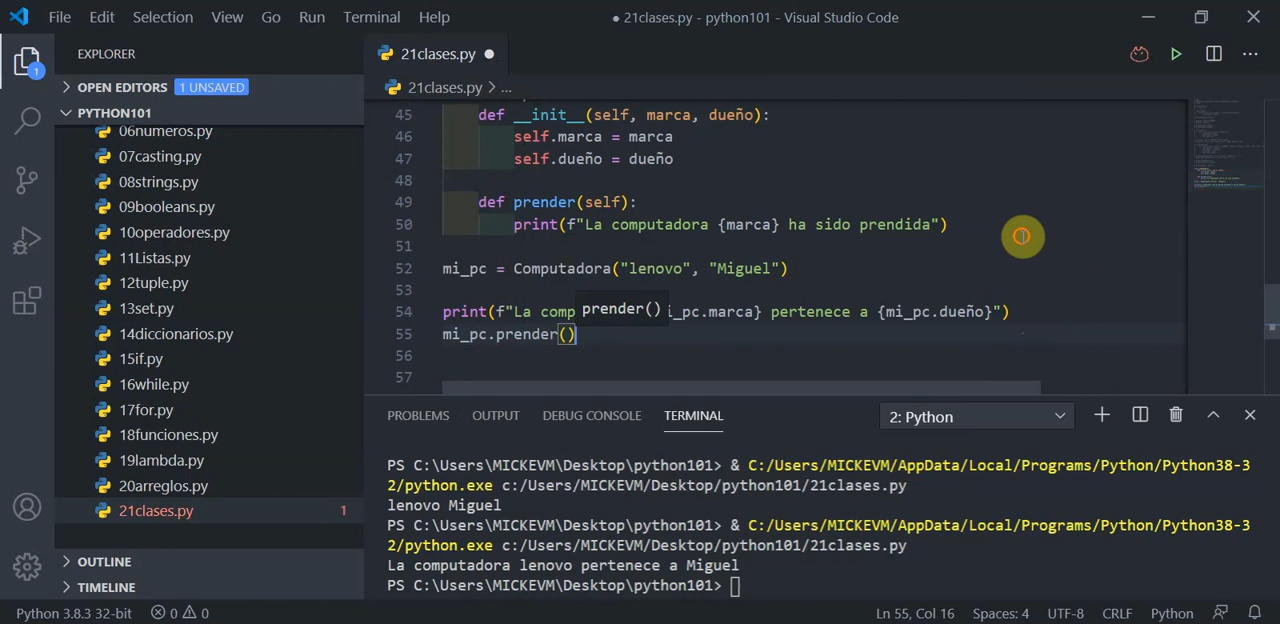 File Edit Selection View Go Run Terminal Help ● 21clases.py - python101 - Visual Studio Code
EXPLORER
OPEN EDITORS 1 UNSAVED
PYTHON101
06numeros.py
07casting.py
08strings.py
09booleans.py
10operadores.py
11Listas.py
12tuple.py
13set.py
14diccionarios.py
15if.py
16while.py
17for.py
18funciones.py
19lambda.py
20arreglos.py
21clases.py 1
OUTLINE
TIMELINE
1
21clases.py ●
21clases.py > ...
45 def __init__(self, marca, dueño):
46 self.marca = marca
47 self.dueño = dueño
48
49 def prender(self):
50 print(f"La computadora {marca} ha sido prendida")
51
52 mi_pc = Computadora("lenovo", "Miguel")
53
54 print(f"La comp prender() i_pc.marca} pertenece a {mi_pc.dueño}")
55 mi_pc.prender()
56
57
PROBLEMS OUTPUT DEBUG CONSOLE TERMINAL 2: Python
PS C:\Users\MICKEVM\Desktop\python101> & C:/Users/MICKEVM/AppData/Local/Programs/Python/Python38-3
2/python.exe c:/Users/MICKEVM/Desktop/python101/21clases.py
lenovo Miguel
PS C:\Users\MICKEVM\Desktop\python101> & C:/Users/MICKEVM/AppData/Local/Programs/Python/Python38-3
2/python.exe c:/Users/MICKEVM/Desktop/python101/21clases.py
La computadora lenovo pertenece a Miguel
PS C:\Users\MICKEVM\Desktop\python101>
Python 3.8.3 32-bit 0 0 Ln 55, Col 16 Spaces: 4 UTF-8 CRLF Python